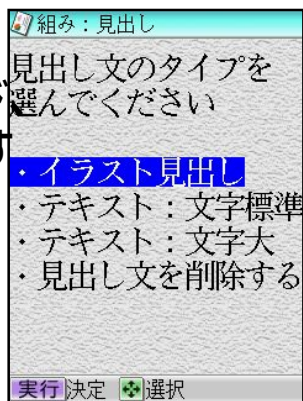 組み：見出し
見出し文のタイプを
選んでください
・イラスト見出し
・テキスト：文字標準
・テキスト：文字大
・見出し文を削除する
実行 決定 選択